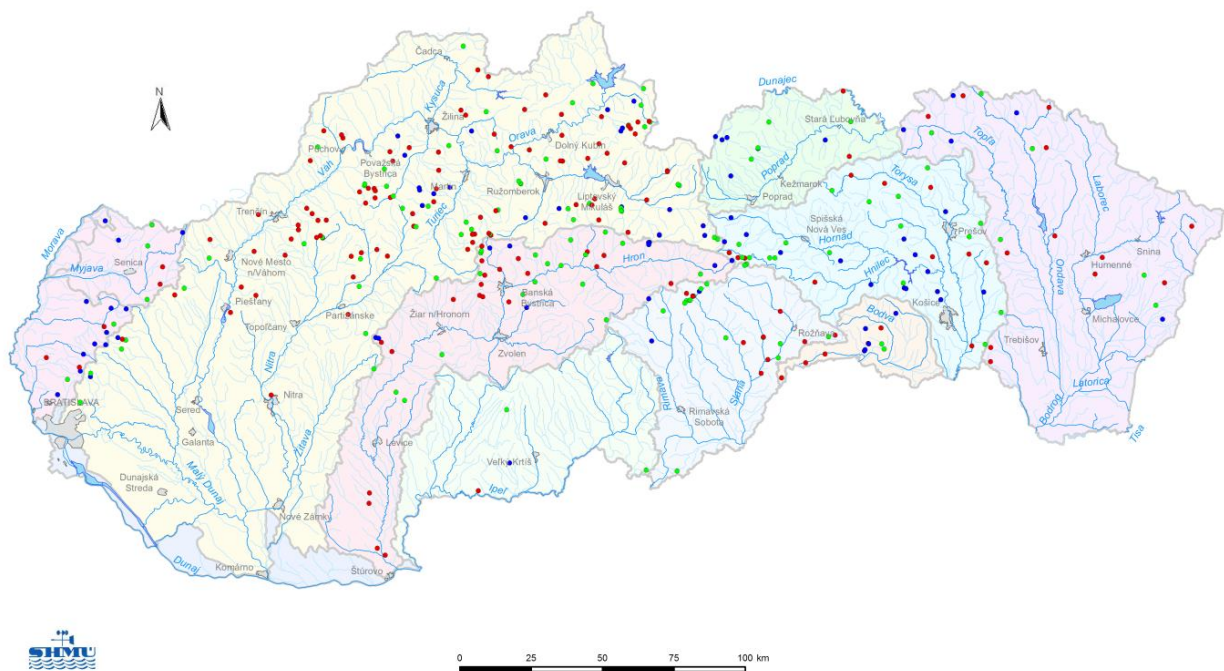 Čadca
Dunajec
N
Kysuca
Stará Ľubovňa
Žilina
Orava
Topľa
Púchov
Dolný Kubín
Váh
Považská
Bystrica
Poprad
Torysa
Laborec
Martin
Ružomberok
Kežmarok
Liptovský
Mikuláš
Poprad
Trenčín
Turiec
Spišská
Nová Ves
Prešov
Morava
Hornád
Ondava
Snina
Senica
Nové Mesto
n/Váhom
Hron
Humenné
Myjava
Hnilec
Piešťany
Banská
Bystrica
Košice
Partizánske
Topoľčany
Žiar n/Hronom
Bodva
Michalovce
Rožňava
Zvolen
Trebišov
Nitra
Nitra
Rimava
Slaná
Latorica
BRATISLAVA
Sered
Rimavská
Sobota
Bodrog
Tisa
Galanta
Žitava
Levice
Veľký Krtíš
Malý Dunaj
Dunajská
Streda
Ipeľ
Nové Zámky
Dunaj
Komárno
Štúrovo
SHMÚ
0 25 50 75 100 km